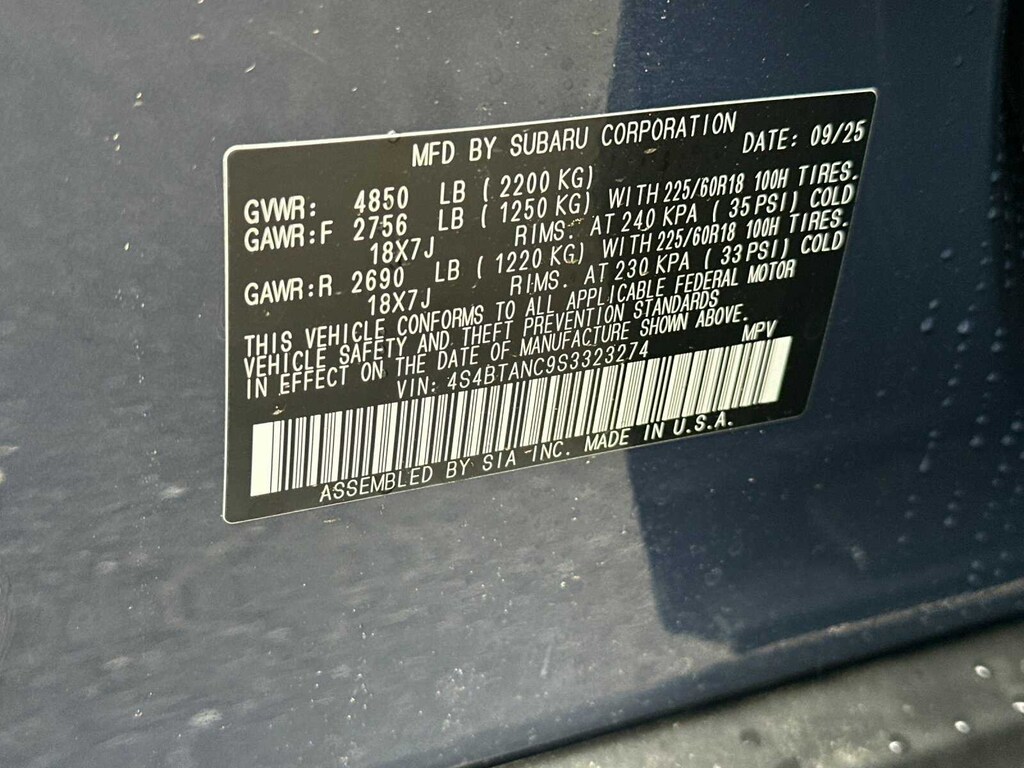 MFD BY SUBARU CORPORATION DATE: 09/25
GVWR: 4850 LB ( 2200 KG)
GAWR:F 2756 LB ( 1250 KG) WITH 225/60R18 100H TIRES.
18X7J RIMS. AT 240 KPA ( 35 PSI) COLD
GAWR:R 2690 LB ( 1220 KG) WITH 225/60R18 100H TIRES.
18X7J RIMS. AT 230 KPA ( 33 PSI) COLD
THIS VEHICLE CONFORMS TO ALL APPLICABLE FEDERAL MOTOR
VEHICLE SAFETY AND THEFT PREVENTION STANDARDS
IN EFFECT ON THE DATE OF MANUFACTURE SHOWN ABOVE.
VIN: 4S4BTANC9S3323274 MPV
ASSEMBLED BY SIA-INC. MADE IN U.S.A.